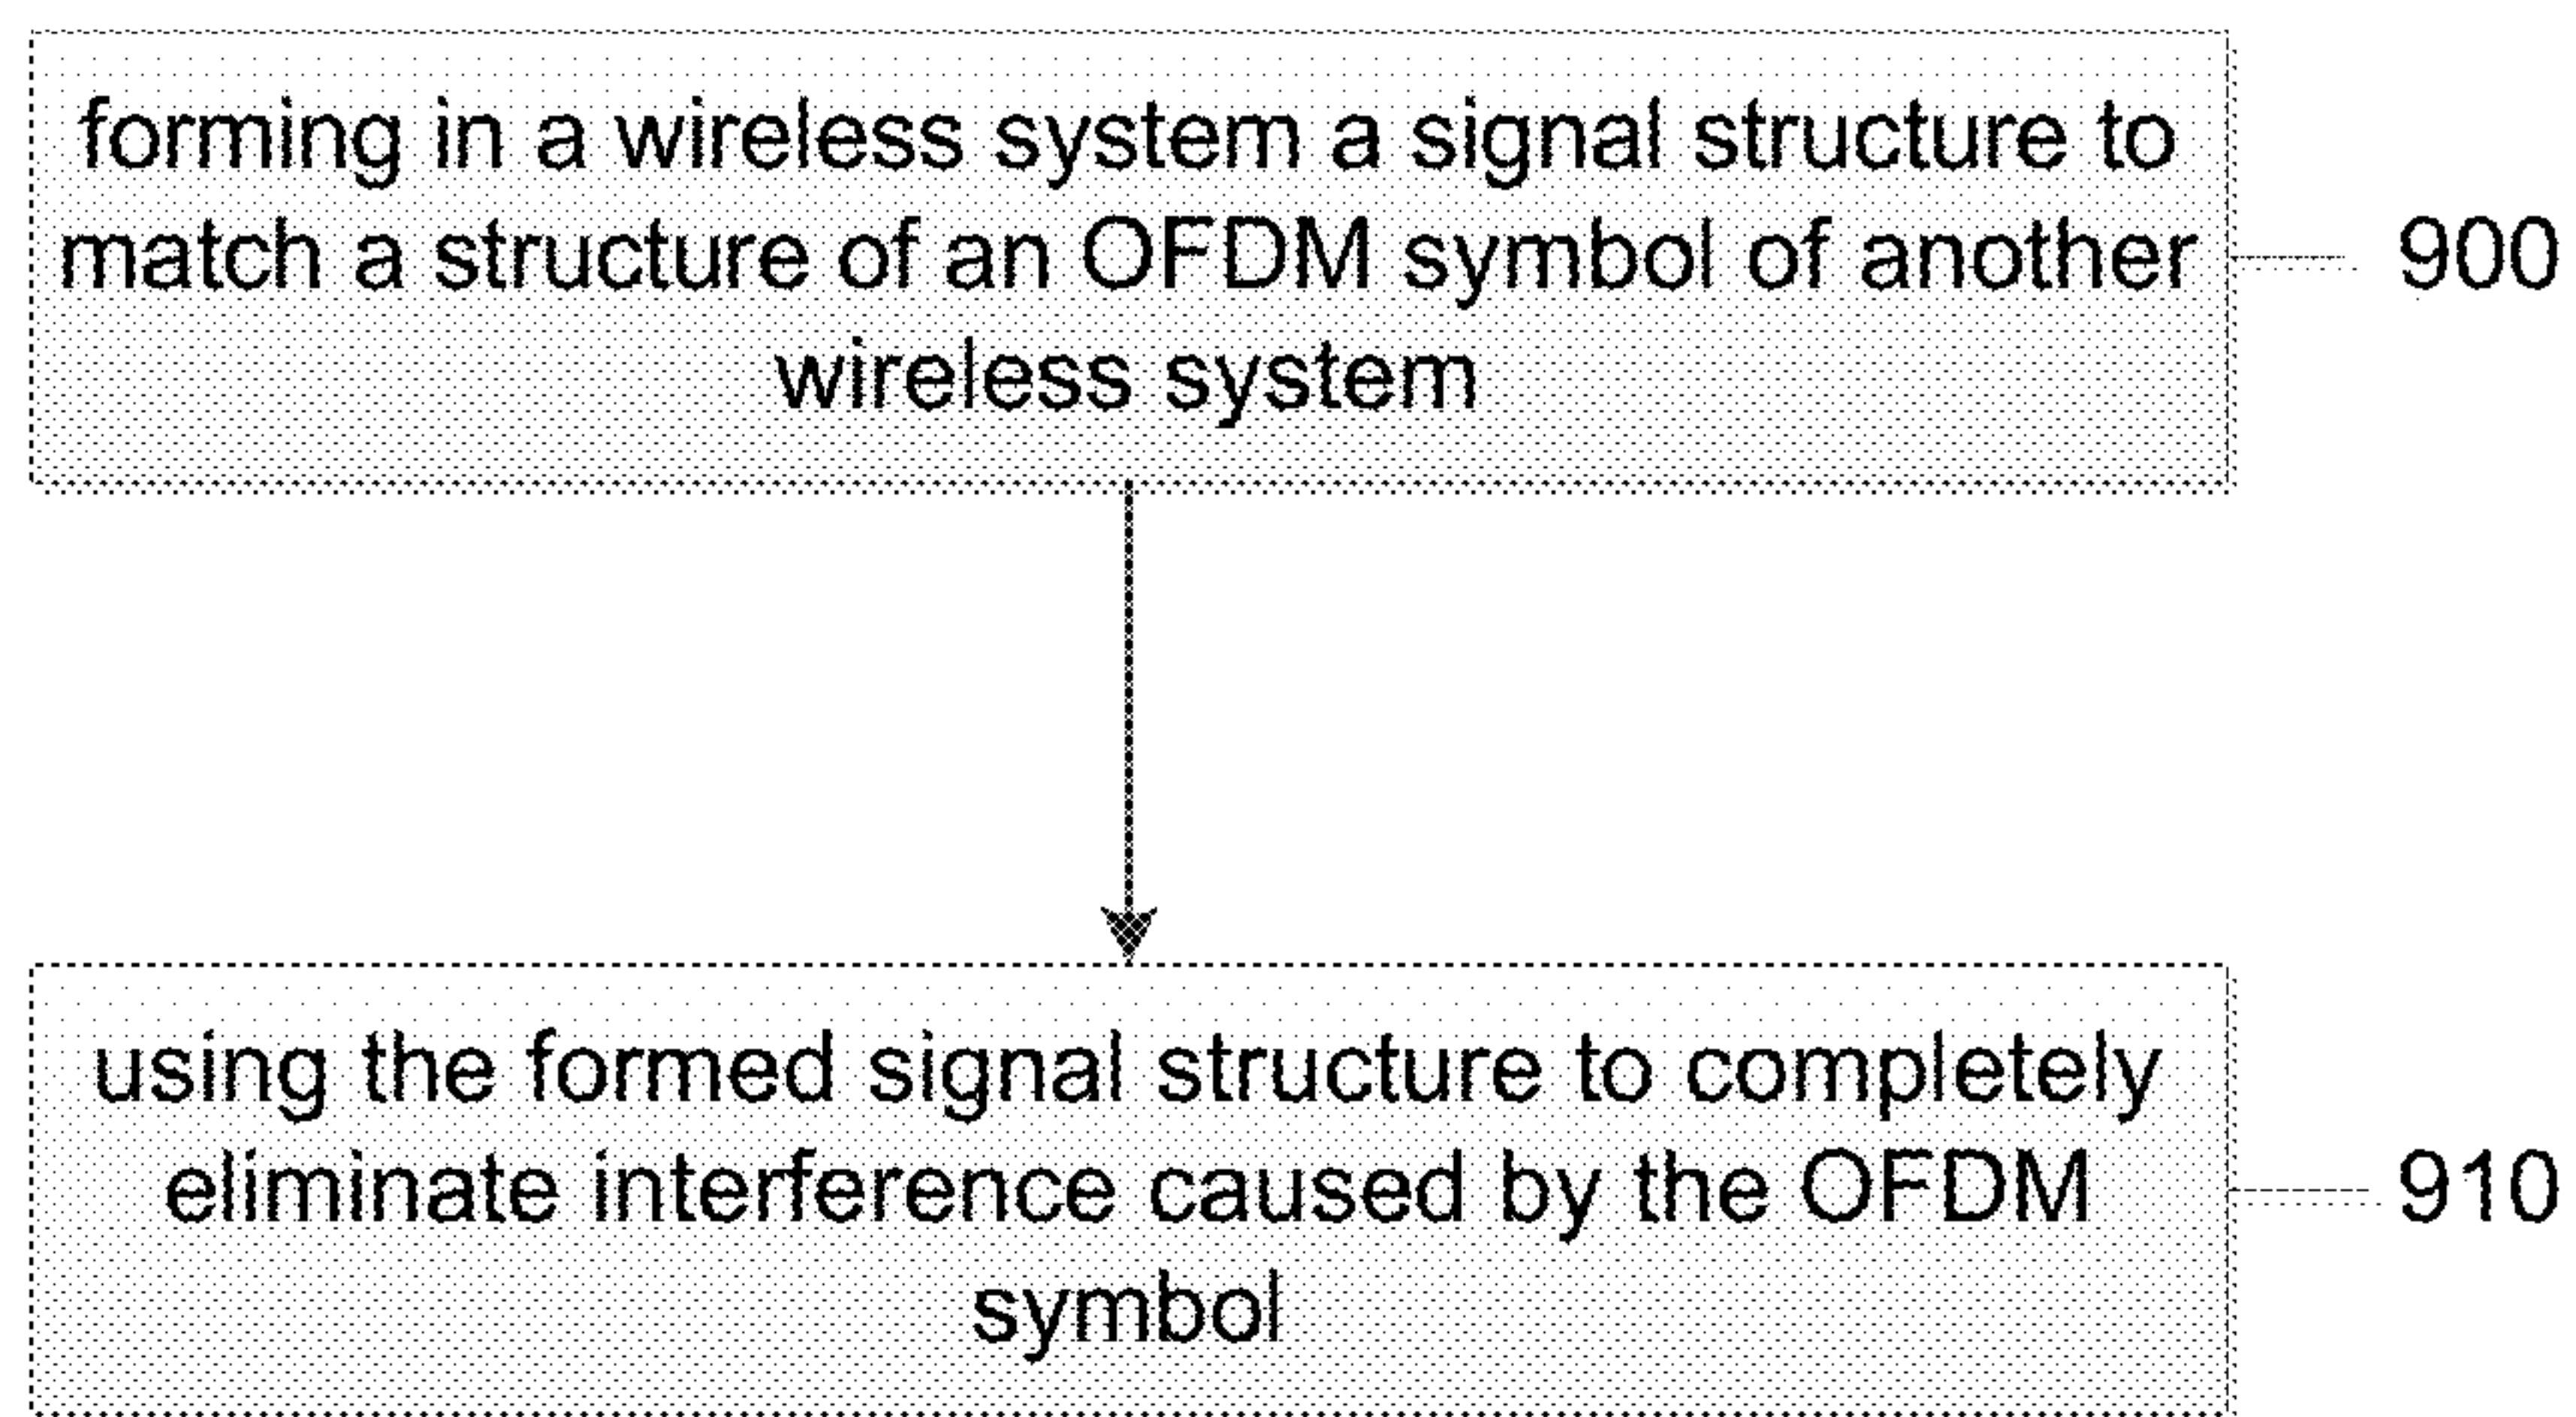 forming in a wireless system a signal structure to
match a structure of an OFDM symbol of another
wireless system
900
using the formed signal structure to completely
eliminate interference caused by the OFDM
symbol
910